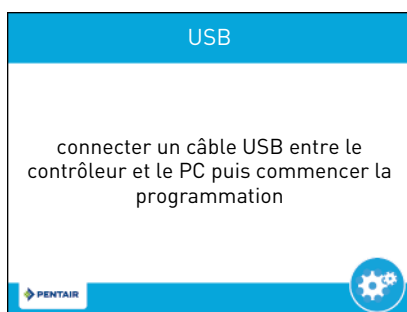 USB
connecter un câble USB entre le
contrôleur et le PC puis commencer la
programmation
PENTAIR